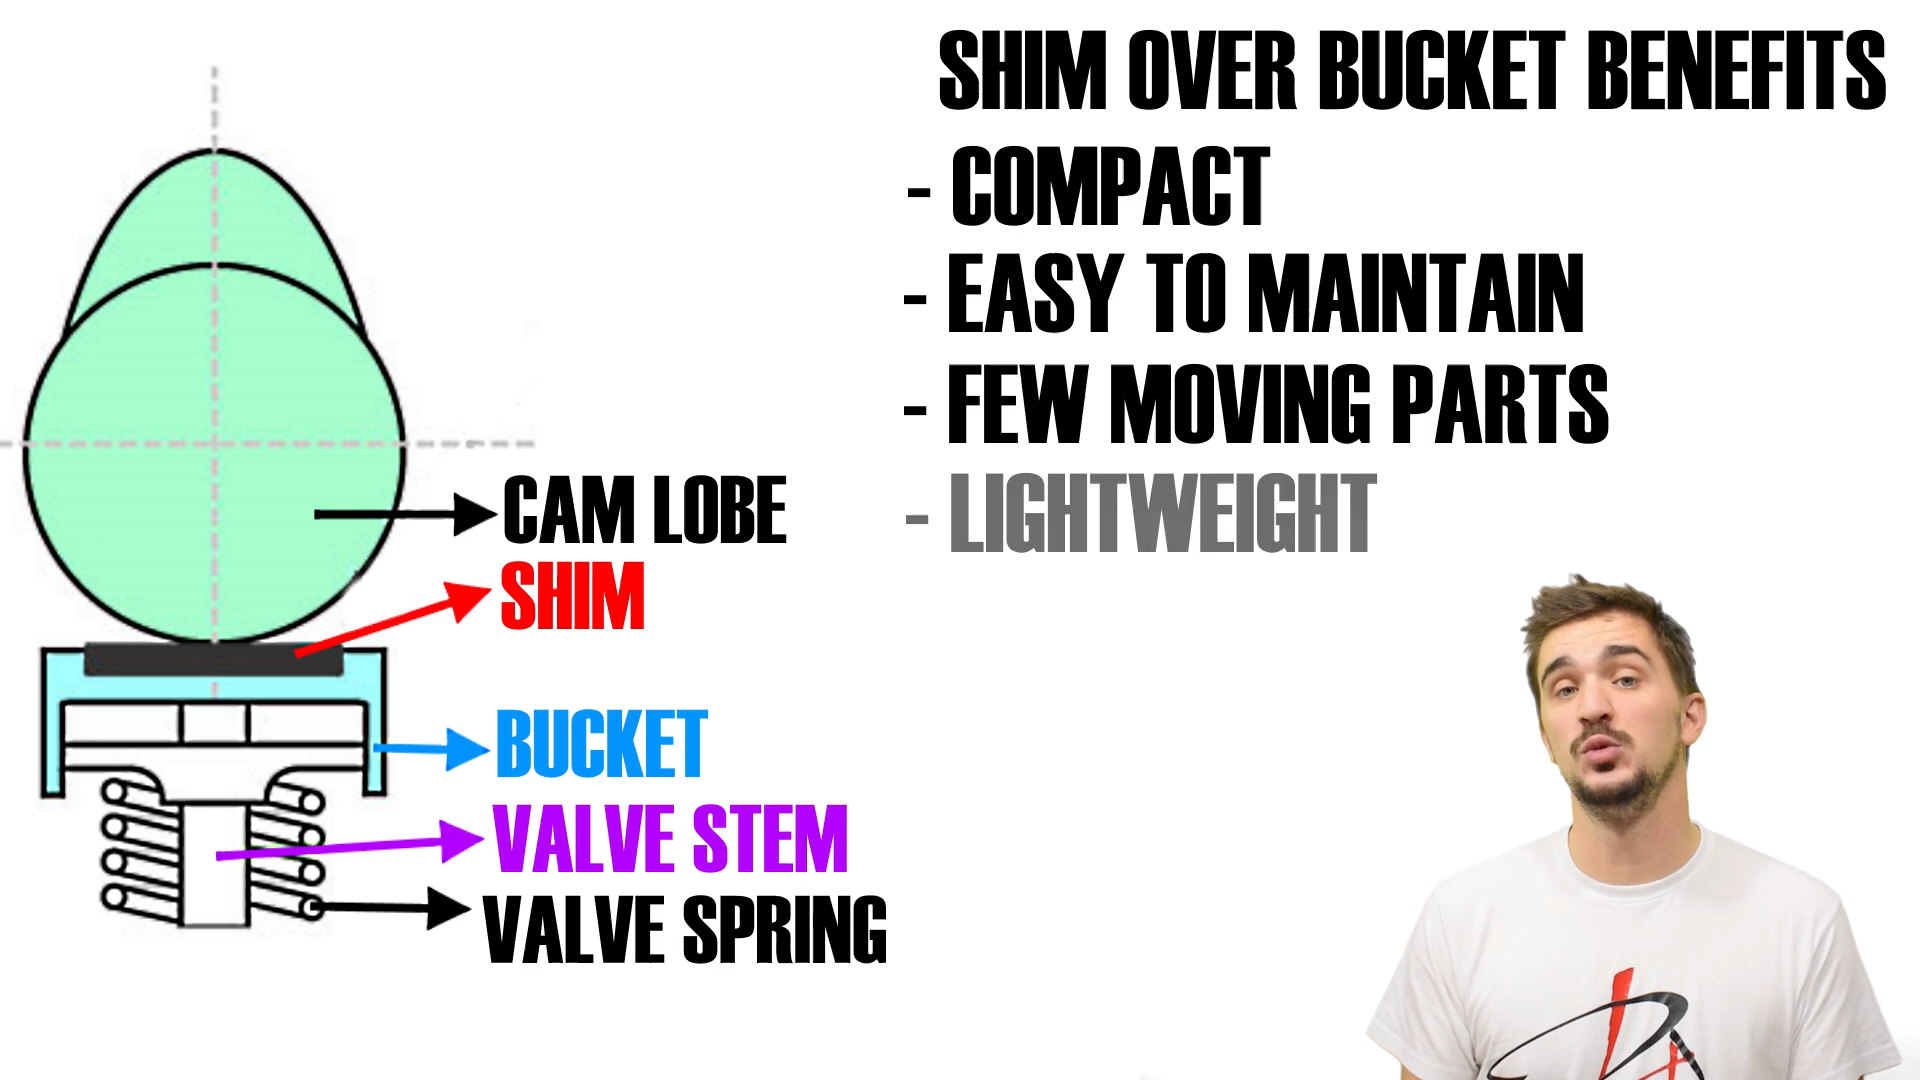 SHIM OVER BUCKET BENEFITS
- COMPACT
- EASY TO MAINTAIN
- FEW MOVING PARTS
- LIGHTWEIGHT
CAM LOBE
SHIM
BUCKET
VALVE STEM
VALVE SPRING